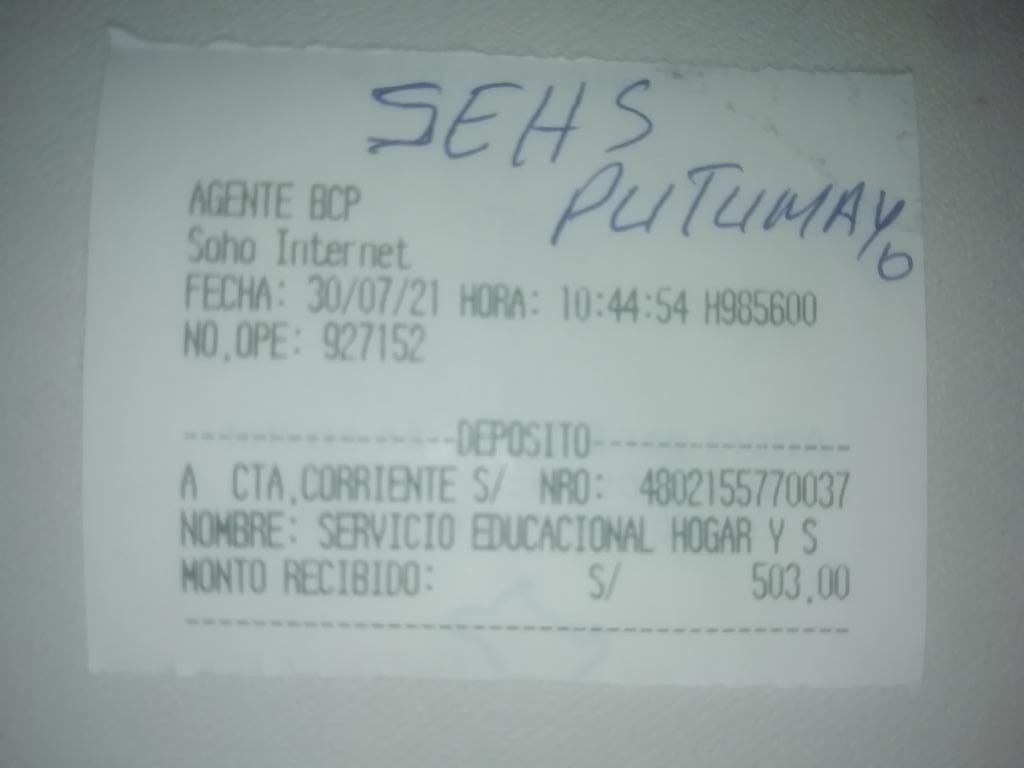 SEHS
PUTUMAYO
AGENTE BCP
Soho Internet
FECHA: 30/07/21 HORA: 10:44:54 H985600
NO.OPE: 927152
-----------------DEPOSITO----------------
A CTA.CORRIENTE S/ NRO: 4802155770037
NOMBRE: SERVICIO EDUCACIONAL HOGAR Y S
MONTO RECIBIDO: S/ 503.00